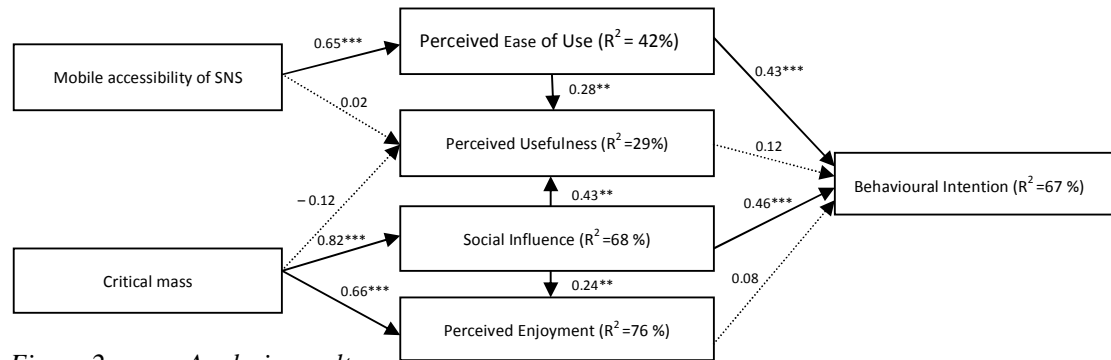 Perceived Ease of Use (R² = 42%)
0.65***
Mobile accessibility of SNS
0.43***
0.28**
0.02
Perceived Usefulness (R² =29%)
0.12
Behavioural Intention (R² =67 %)
– 0.12
0.43**
0.46***
0.82***
Social Influence (R² =68 %)
Critical mass
0.24**
0.08
0.66***
Perceived Enjoyment (R² =76 %)